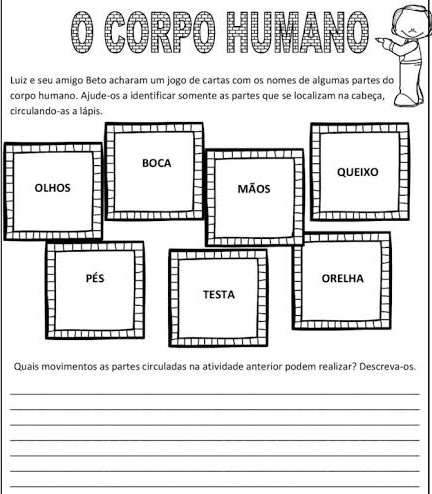 O CORPO HUMANO
Luiz e seu amigo Beto acharam um jogo de cartas com os nomes de algumas partes do
corpo humano. Ajude-os a identificar somente as partes que se localizam na cabeça,
circulando-as a lápis.
OLHOS
BOCA
MÃOS
QUEIXO
PÉS
TESTA
ORELHA
Quais movimentos as partes circuladas na atividade anterior podem realizar? Descreva-os.